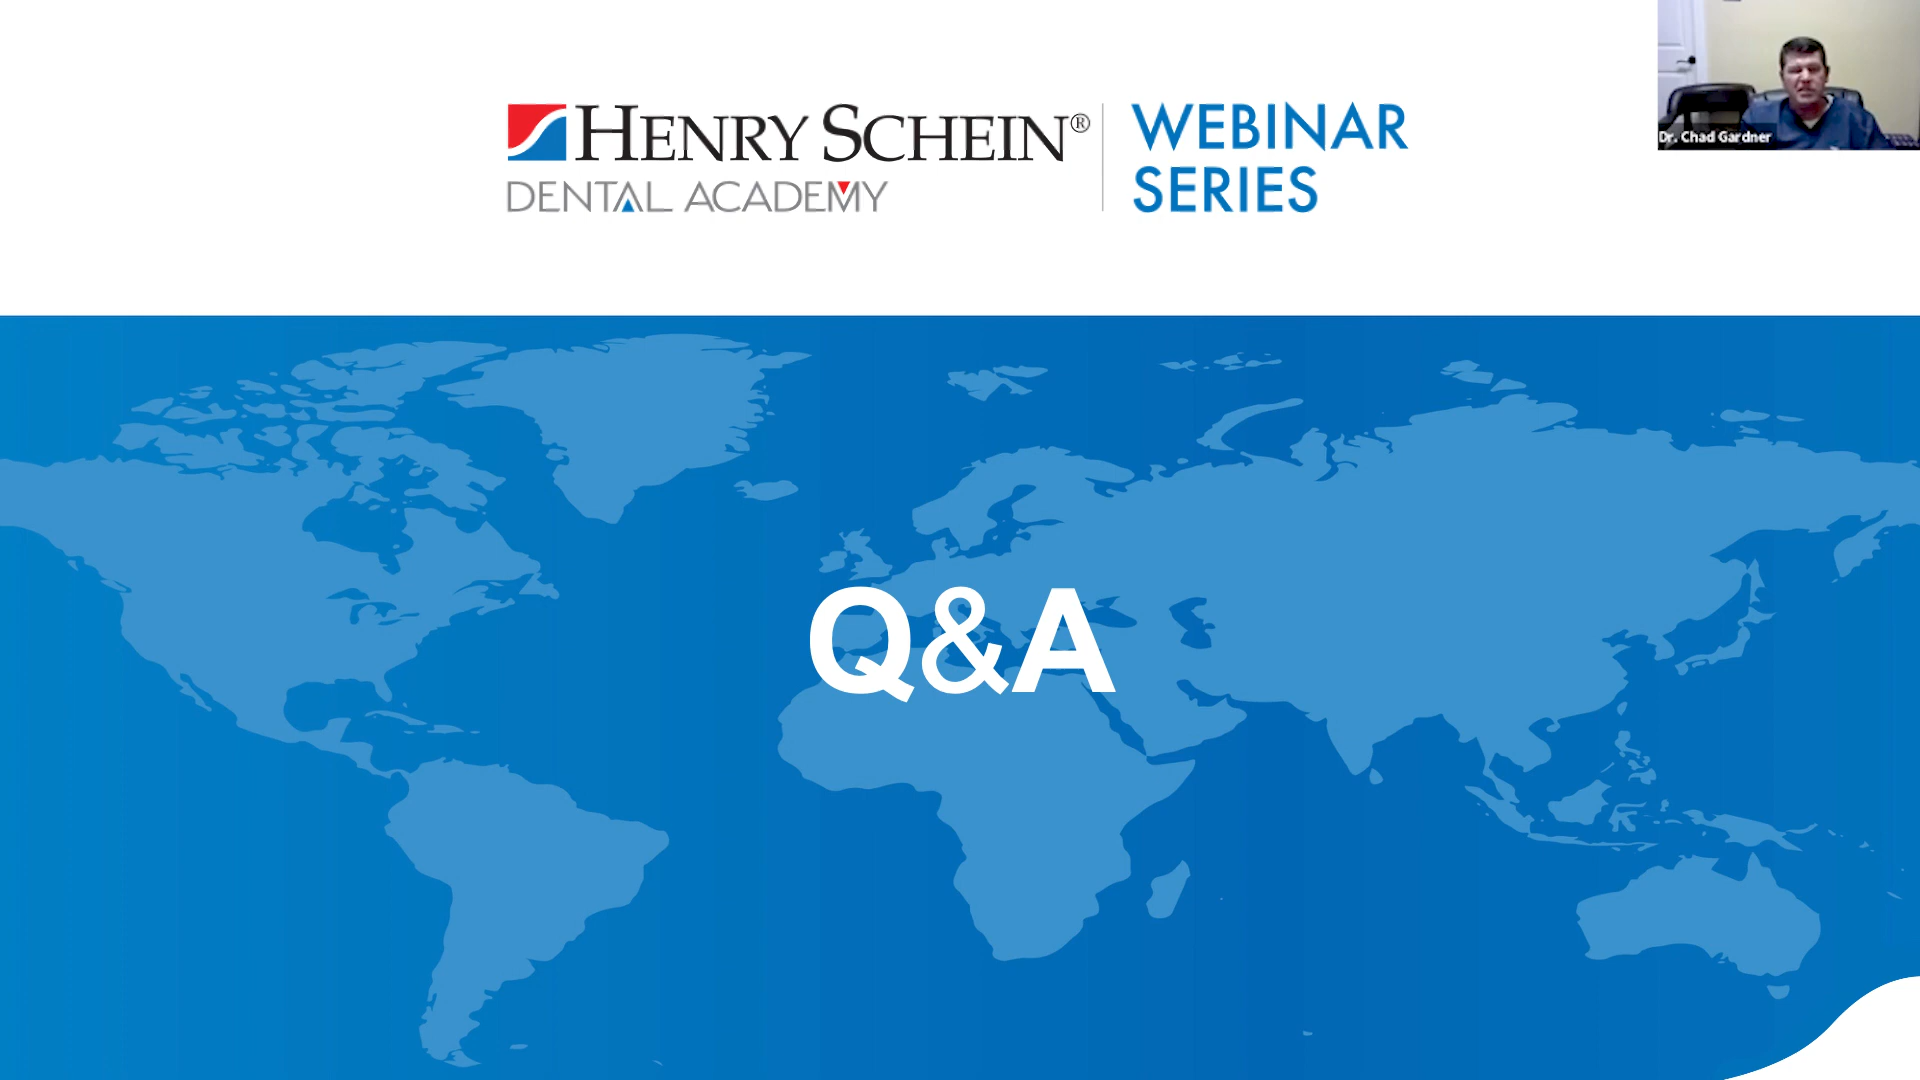 HENRY SCHEIN®
DENTAL ACADEMY
WEBINAR
SERIES
Dr. Chad Gardner
Q&A